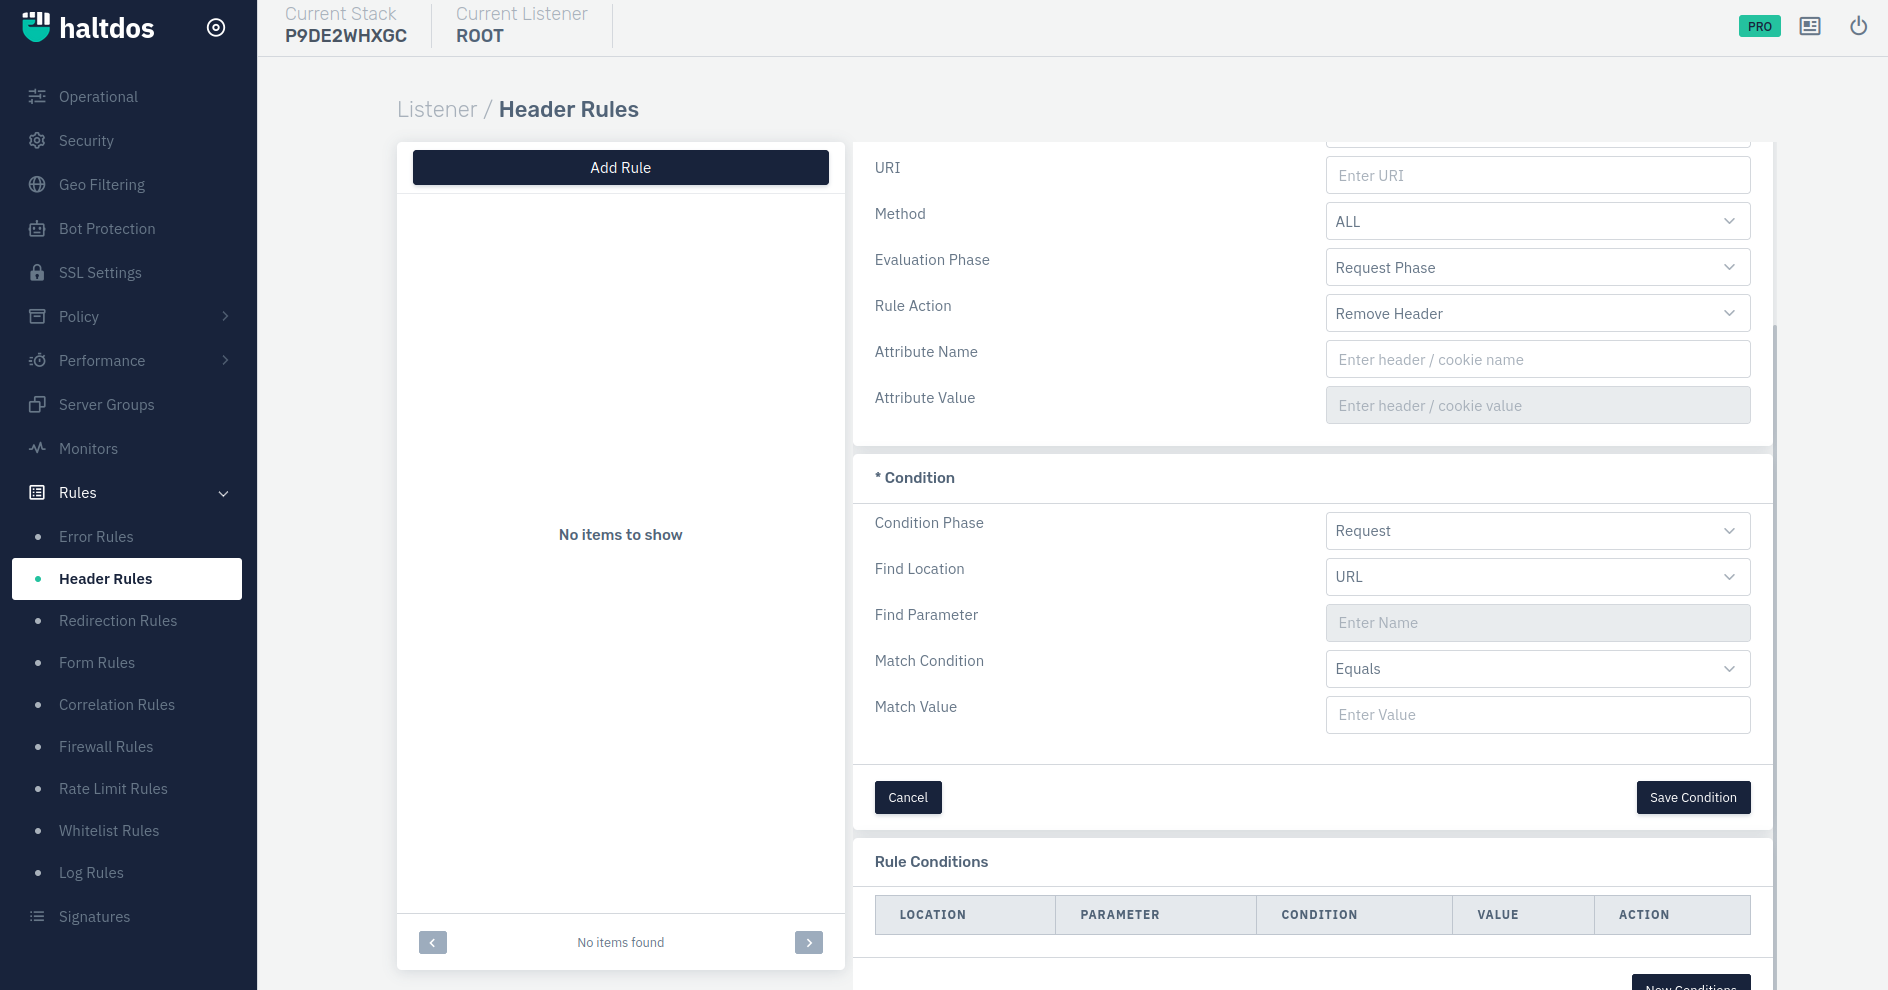 haltdos
Current Stack
P9DE2WHXGC
Current Listener
ROOT
PRO
Operational
Security
Geo Filtering
Bot Protection
SSL Settings
Policy
Performance
Server Groups
Monitors
Rules
Error Rules
Header Rules
Redirection Rules
Form Rules
Correlation Rules
Firewall Rules
Rate Limit Rules
Whitelist Rules
Log Rules
Signatures
Listener / Header Rules
Add Rule
No items to show
No items found
URI
Enter URI
Method
ALL
Evaluation Phase
Request Phase
Rule Action
Remove Header
Attribute Name
Enter header / cookie name
Attribute Value
Enter header / cookie value
* Condition
Condition Phase
Request
Find Location
URL
Find Parameter
Enter Name
Match Condition
Equals
Match Value
Enter Value
Cancel
Save Condition
Rule Conditions
LOCATION PARAMETER CONDITION VALUE ACTION
New Conditions